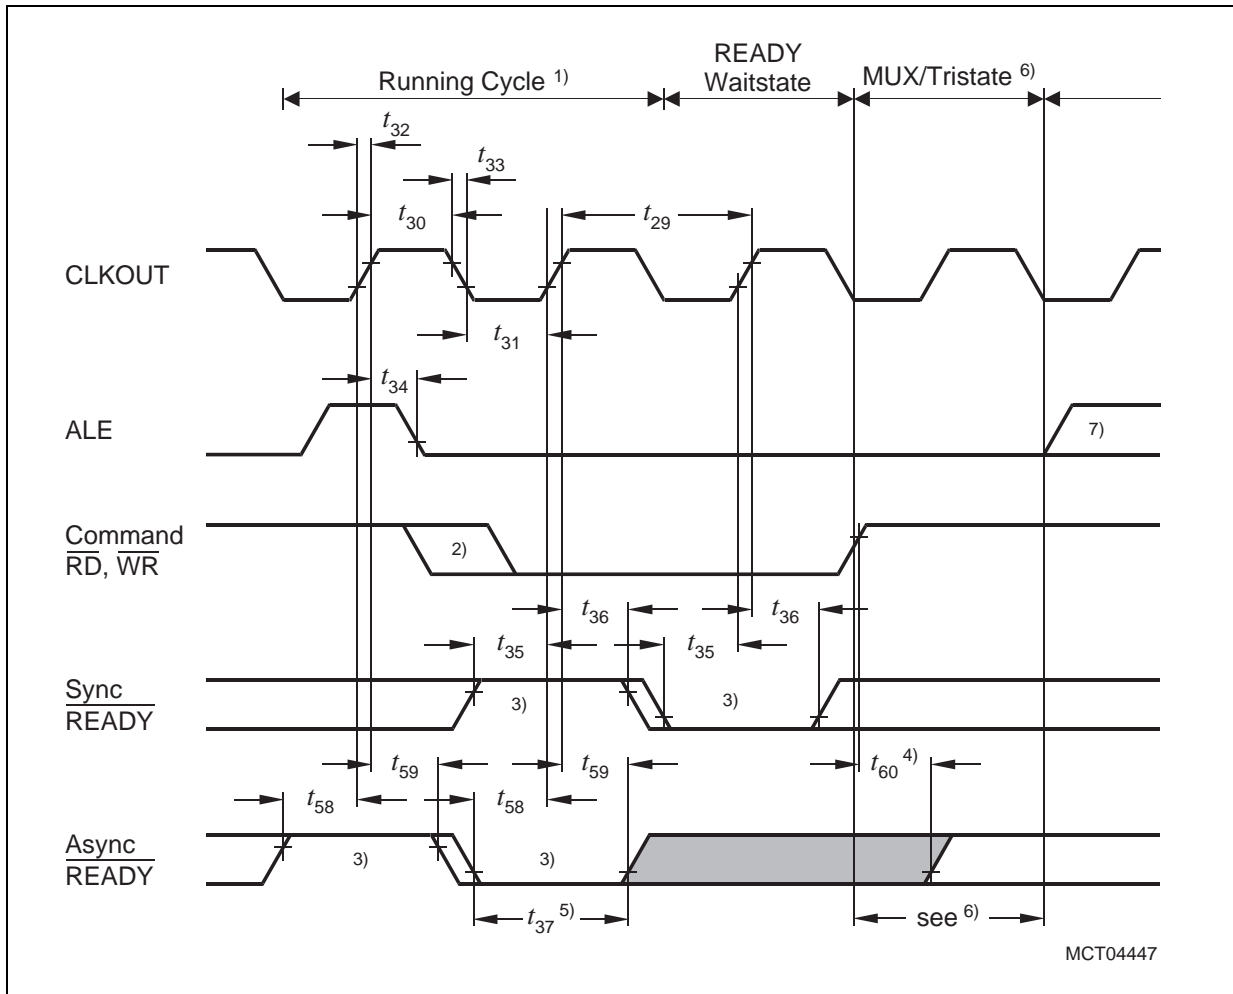 READY
Running Cycle 1) Waitstate MUX/Tristate 6)
t32
t33
t30 t29
CLKOUT
t31
t34
ALE 7)
Command
RD, WR 2)
t36 t36
t35 t35
Sync
READY 3) 3)
t59 t59 t60 4)
t58 t58
Async
READY 3) 3)
t37 5) see 6)
MCT04447